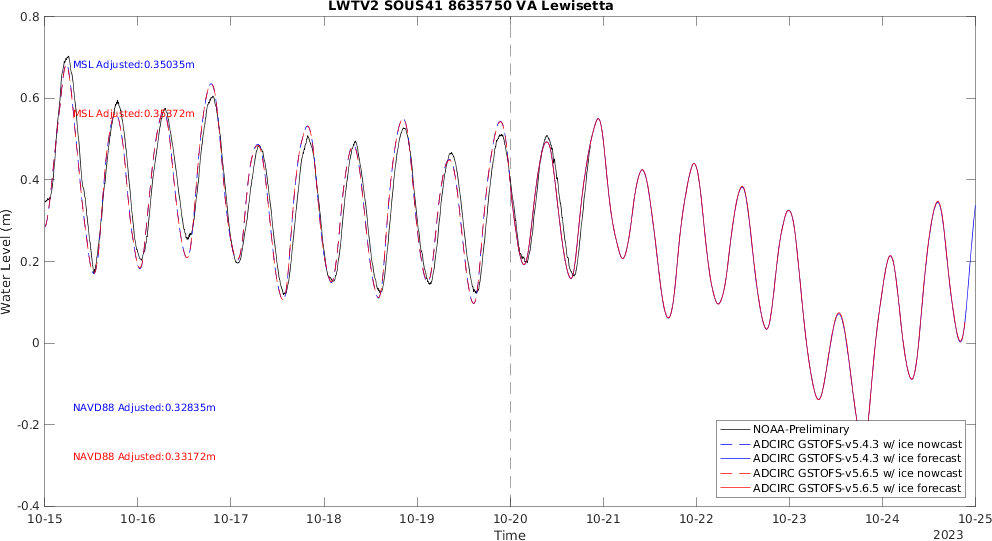 LWTV2 SOUS41 8635750 VA Lewisetta
0.8
0.6
0.4
0.2
0
-0.2
-0.4
Water Level (m)
MSL Adjusted:0.35035m
MSL Adjusted:0.35372m
NAVD88 Adjusted:0.32835m
NAVD88 Adjusted:0.33172m
NOAA-Preliminary
ADCIRC GSTOFS-v5.4.3 w/ ice nowcast
ADCIRC GSTOFS-v5.4.3 w/ ice forecast
ADCIRC GSTOFS-v5.6.5 w/ ice nowcast
ADCIRC GSTOFS-v5.6.5 w/ ice forecast
10-15 10-16 10-17 10-18 10-19 10-20 10-21 10-22 10-23 10-24 10-25
Time
2023